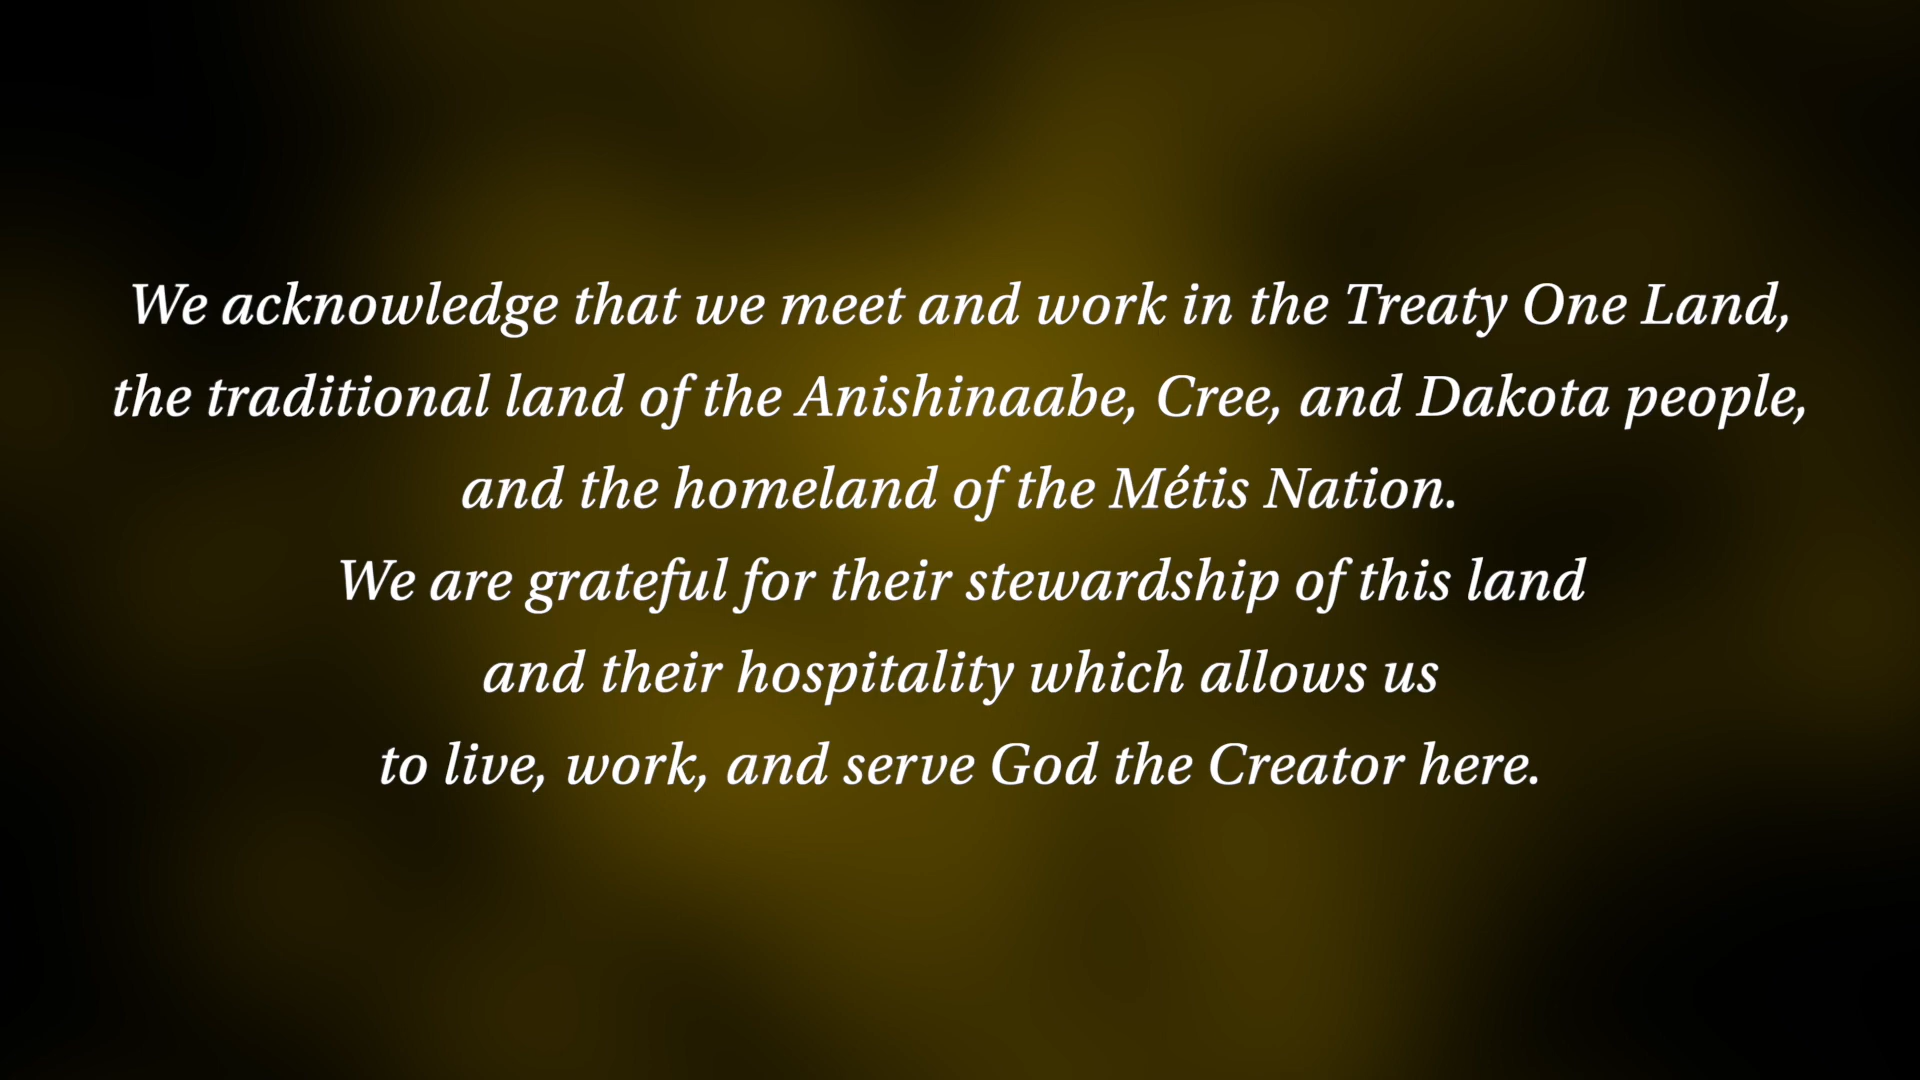 We acknowledge that we meet and work in the Treaty One Land,
the traditional land of the Anishinaabe, Cree, and Dakota people,
and the homeland of the Métis Nation.
We are grateful for their stewardship of this land
and their hospitality which allows us
to live, work, and serve God the Creator here.